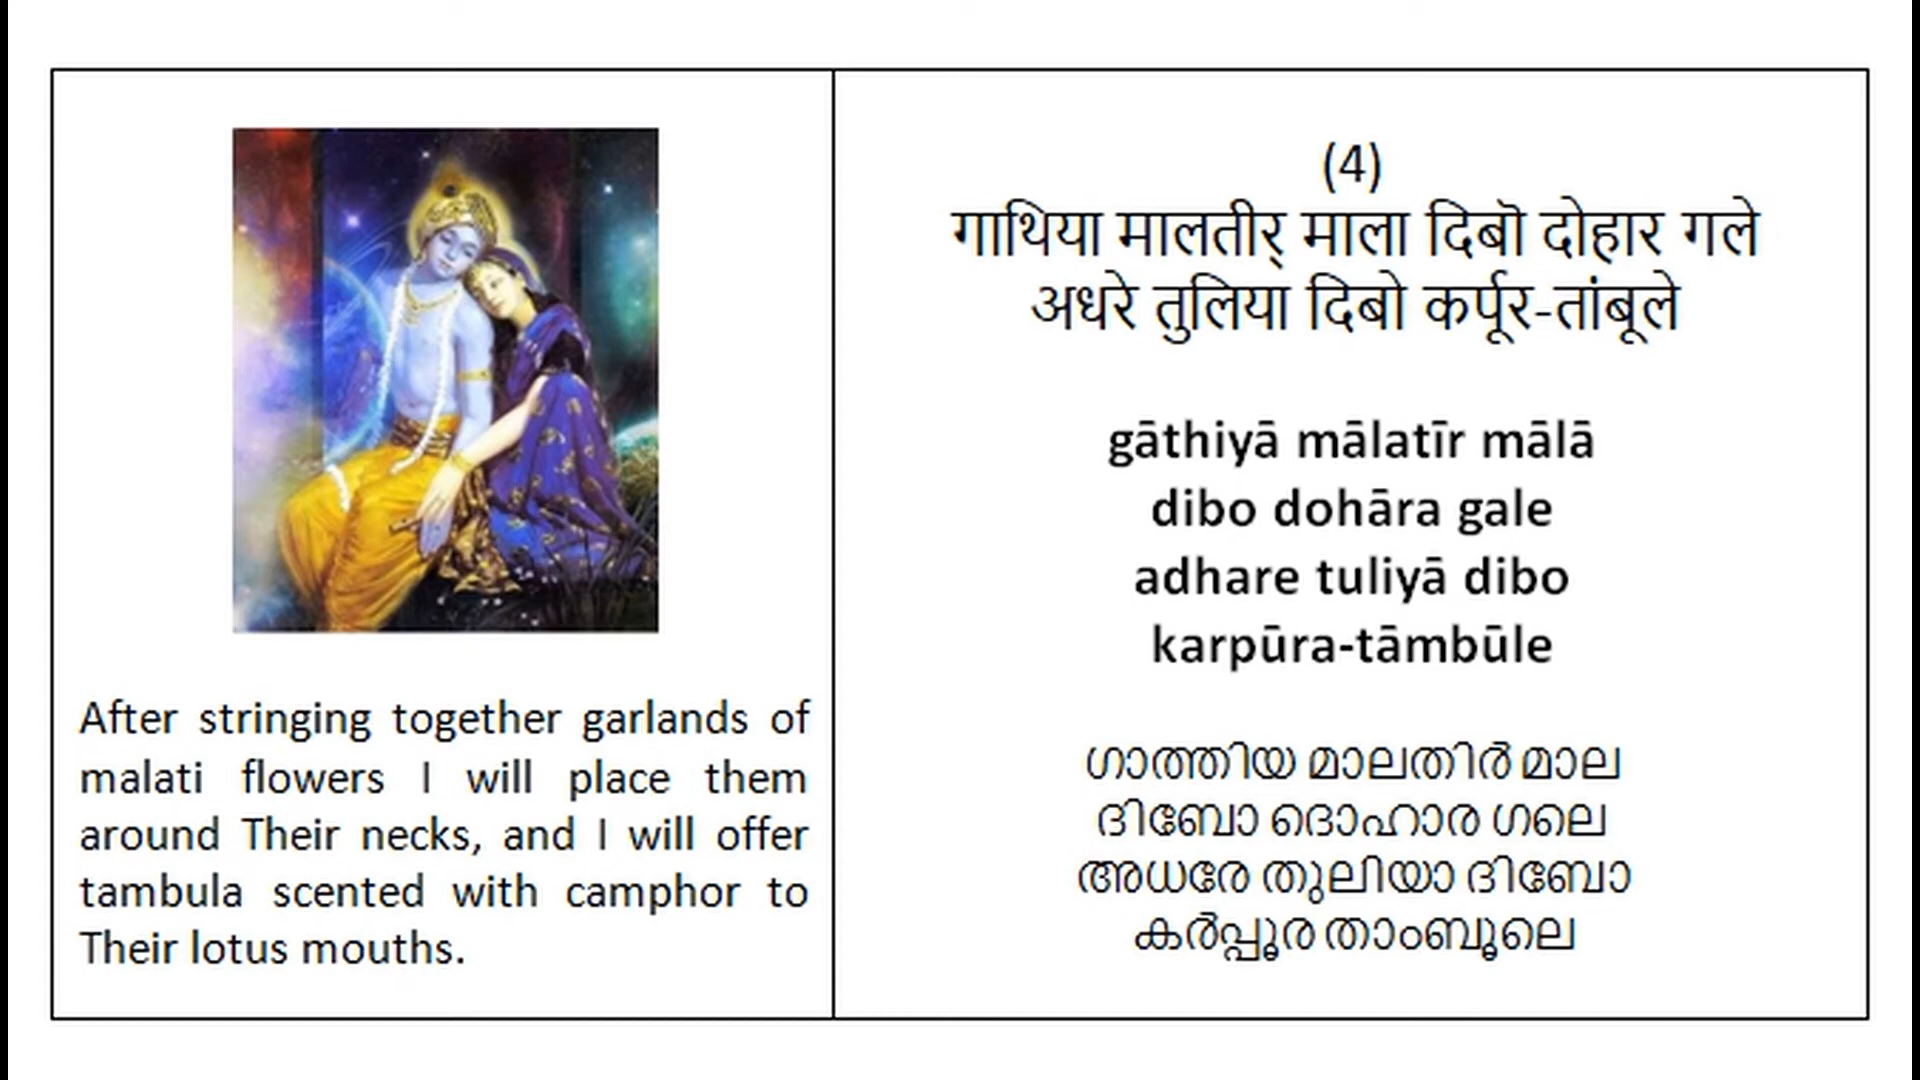 After stringing together garlands of
malati flowers I will place them
around Their necks, and I will offer
tambula scented with camphor to
Their lotus mouths.
(4)
गाथिया मालतीर् माला दिबॊ दोहार गले
अधरे तुलिया दिबो कर्पूर-तांबूले
gāthiyā mālatīr mālā
dibo dohāra gale
adhare tuliyā dibo
karpūra-tāmbūle
ഗാത്തിയ മാലതിർ മാല
ദിബോ ദൊഹാര ഗലെ
അധരേ തുലിയാ ദിബോ
കർപ്പൂര താംബൂലെ